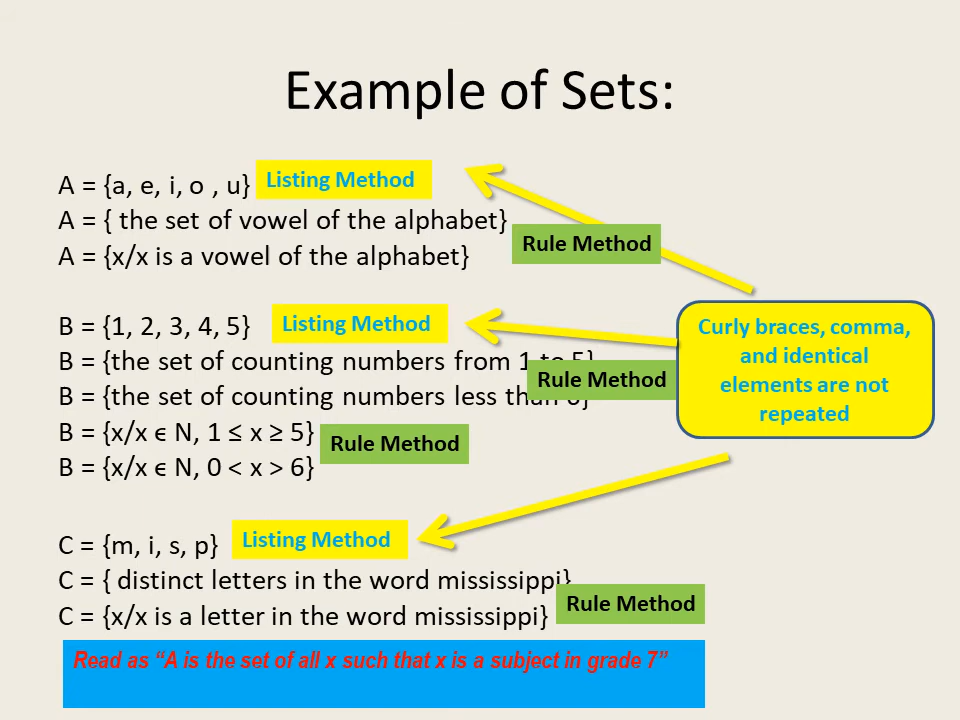 Example of Sets:
A = {a, e, i, o , u}
Listing Method
A = { the set of vowel of the alphabet}
Rule Method
A = {x/x is a vowel of the alphabet}
B = {1, 2, 3, 4, 5}
Listing Method
B = {the set of counting numbers from 1 to 5}
Rule Method
B = {the set of counting numbers less than 6}
B = {x/x ϵ N, 1 ≤ x ≥ 5}
Rule Method
B = {x/x ϵ N, 0 < x > 6}
Curly braces, comma,
and identical
elements are not
repeated
C = {m, i, s, p}
Listing Method
C = { distinct letters in the word mississippi}
Rule Method
C = {x/x is a letter in the word mississippi}
Read as “A is the set of all x such that x is a subject in grade 7”